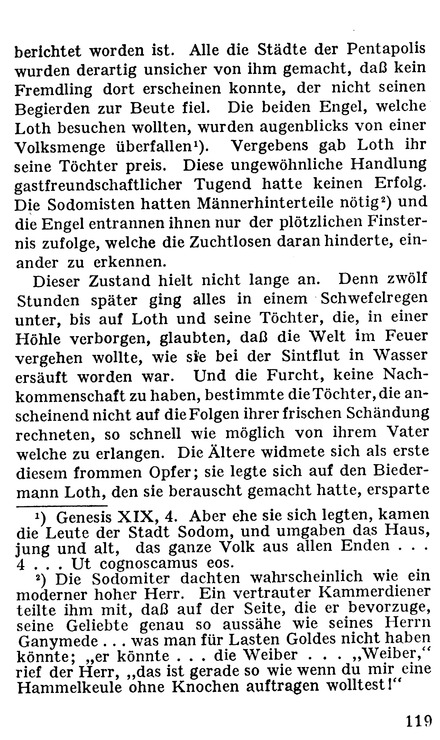 berichtet worden ist. Alle die Städte der Pentapolis
wurden derartig unsicher von ihm gemacht, daß kein
Fremdling dort erscheinen konnte, der nicht seinen
Begierden zur Beute fiel. Die beiden Engel, welche
Loth besuchen wollten, wurden augenblicks von einer
Volksmenge überfallen¹). Vergebens gab Loth ihr
seine Töchter preis. Diese ungewöhnliche Handlung
gastfreundschaftlicher Tugend hatte keinen Erfolg.
Die Sodomisten hatten Männerhinterteile nötig²) und
die Engel entrannen ihnen nur der plötzlichen Finster-
nis zufolge, welche die Zuchtlosen daran hinderte, ein-
ander zu erkennen.
Dieser Zustand hielt nicht lange an. Denn zwölf
Stunden später ging alles in einem Schwefelregen
unter, bis auf Loth und seine Töchter, die, in einer
Höhle verborgen, glaubten, daß die Welt im Feuer
vergehen wollte, wie sie bei der Sintflut in Wasser
ersäuft worden war. Und die Furcht, keine Nach-
kommenschaft zu haben, bestimmte die Töchter, die an-
scheinend nicht auf die Folgen ihrer frischen Schändung
rechneten, so schnell wie möglich von ihrem Vater
welche zu erlangen. Die Ältere widmete sich als erste
diesem frommen Opfer; sie legte sich auf den Bieder-
mann Loth, den sie berauscht gemacht hatte, ersparte
¹) Genesis XIX, 4. Aber ehe sie sich legten, kamen
die Leute der Stadt Sodom, und umgaben das Haus,
jung und alt, das ganze Volk aus allen Enden . . .
4 . . . Ut cognoscamus eos.
²) Die Sodomiter dachten wahrscheinlich wie ein
moderner hoher Herr. Ein vertrauter Kammerdiener
teilte ihm mit, daß auf der Seite, die er bevorzuge,
seine Geliebte genau so aussähe wie seines Herrn
Ganymede . . . was man für Lasten Goldes nicht haben
könnte; „er könnte . . . die Weiber . . . „Weiber,“
rief der Herr, „das ist gerade so wie wenn du mir eine
Hammelkeule ohne Knochen auftragen wolltest!“
119